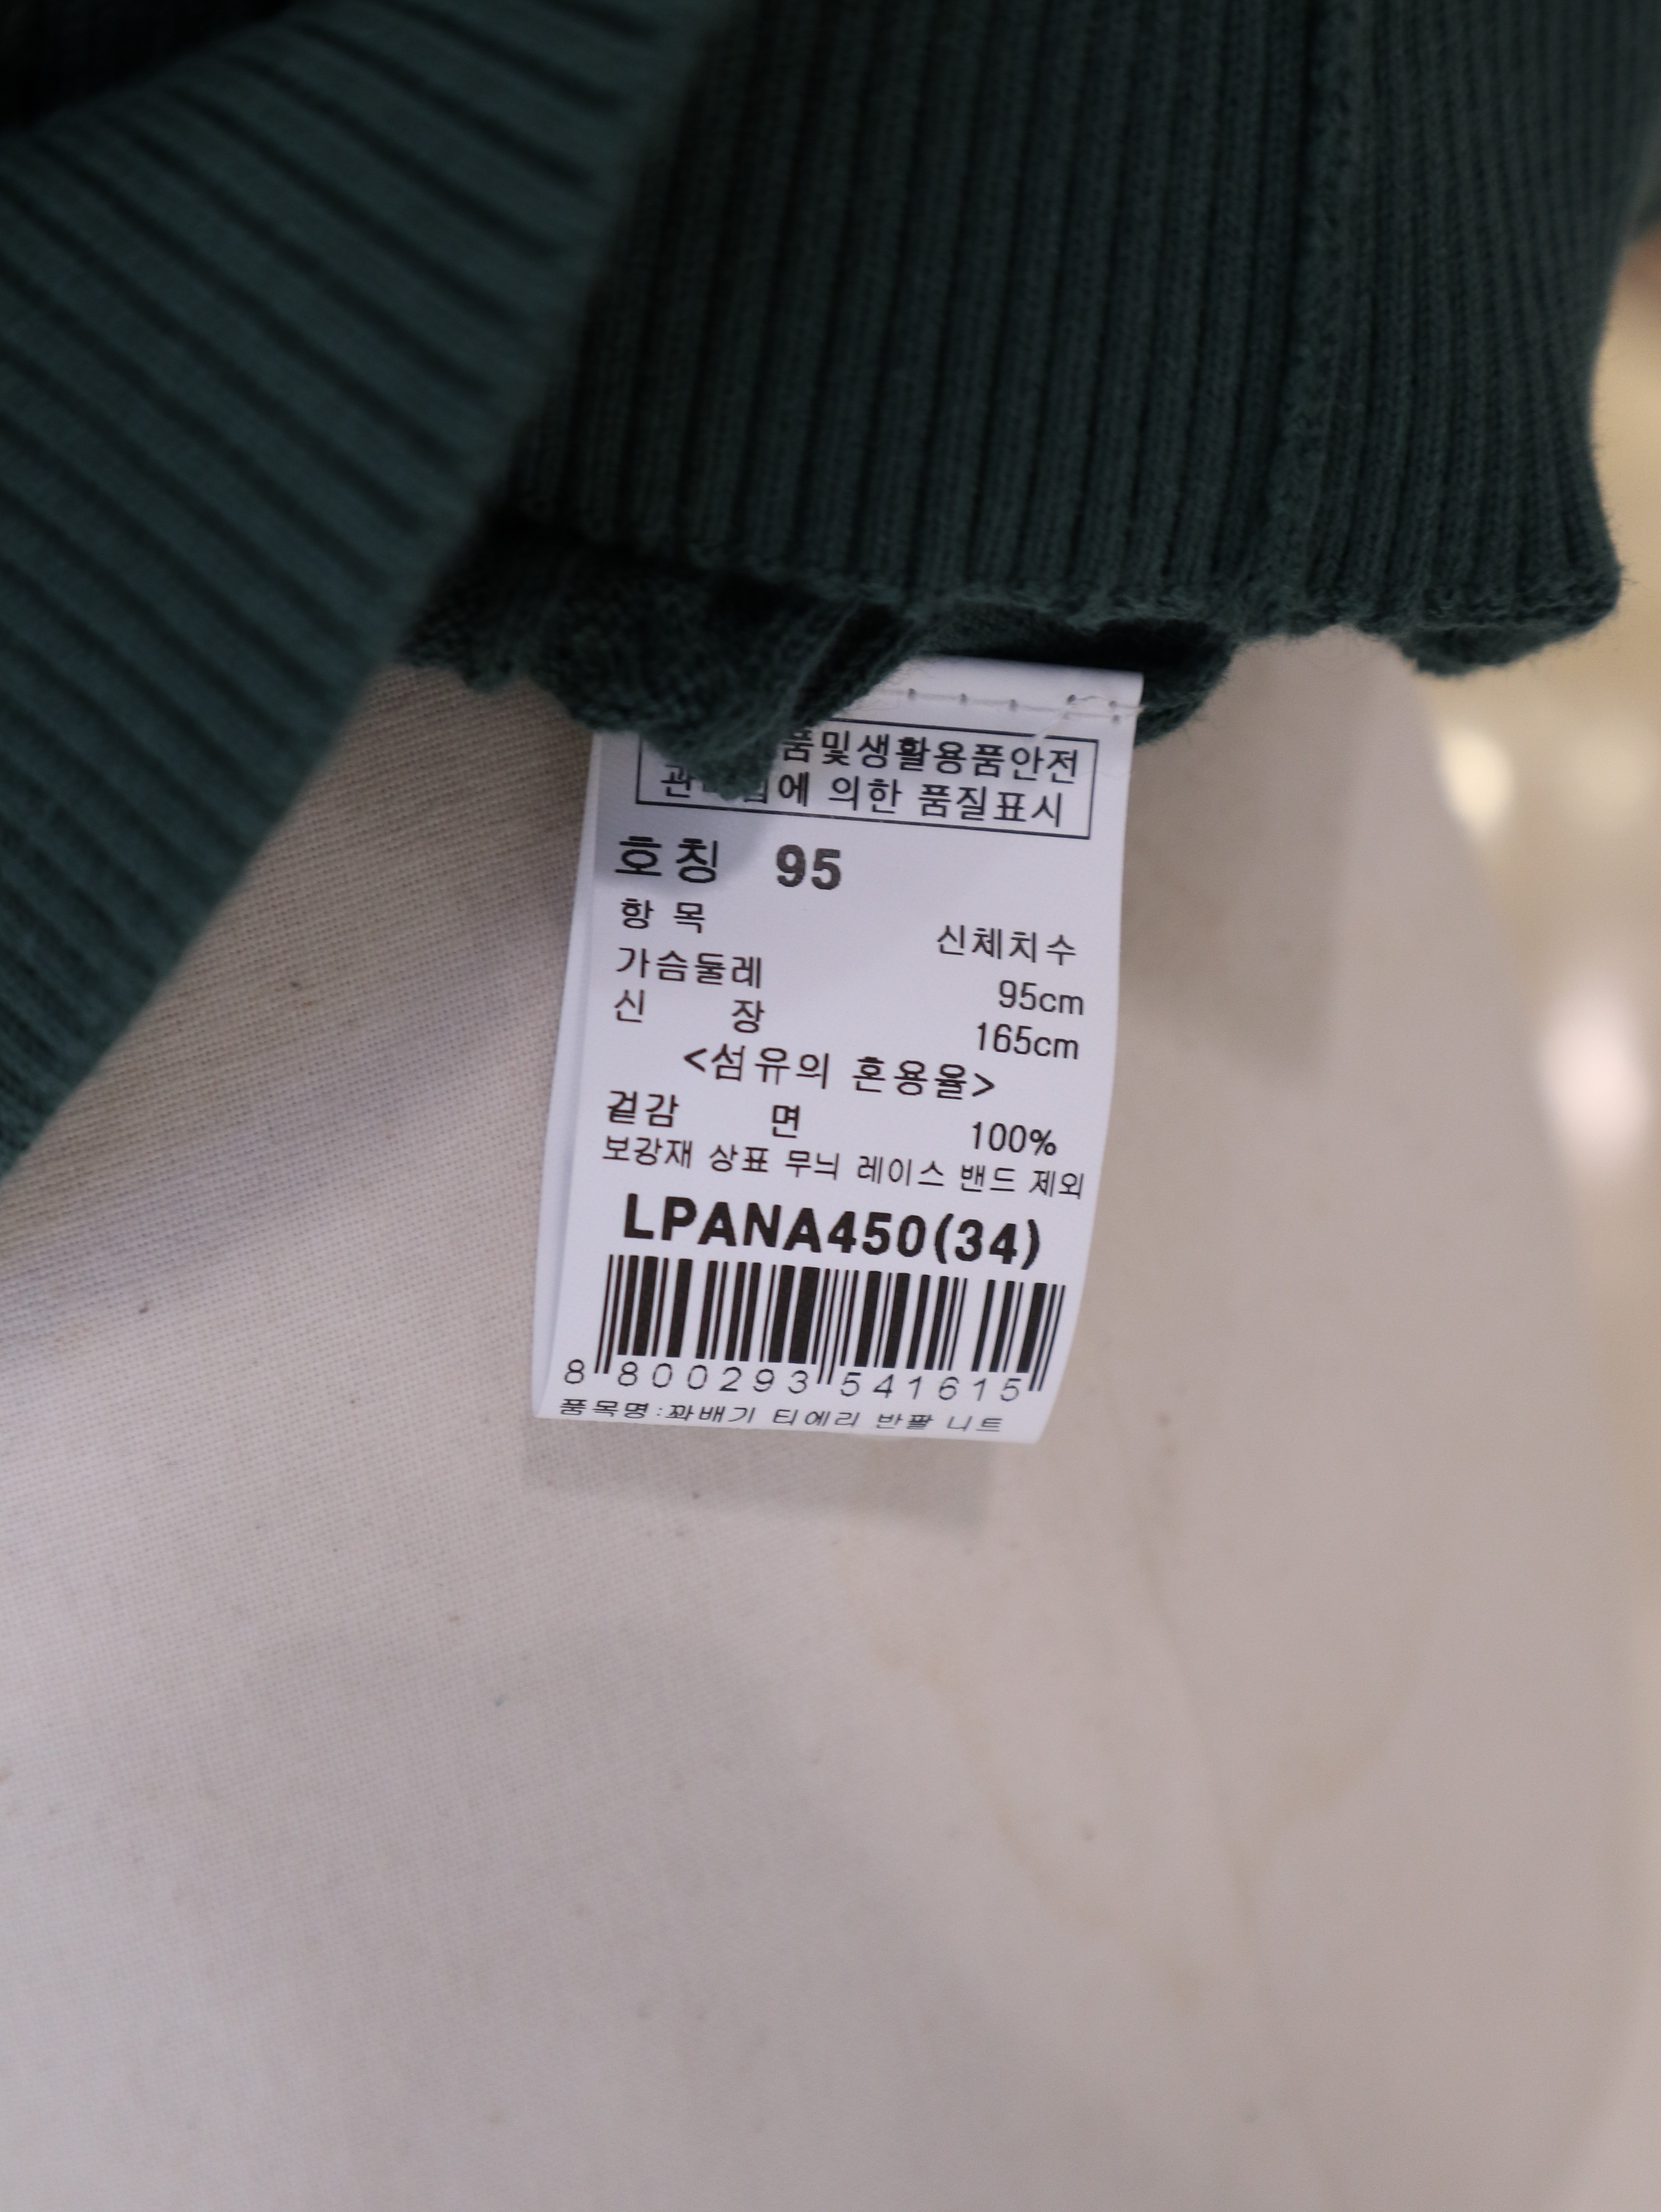 품및생활용품안전
에 의한 품질표시
호칭 95
항 목 신체치수
가슴둘레 95cm
신 장 165cm
<섬유의 혼용율>
겉감 면 100%
보강재 상표 무늬 레이스 밴드 제외
LPANA450(34)
8 800293 541615
품목명:꽈배기 티에리 반팔 니트